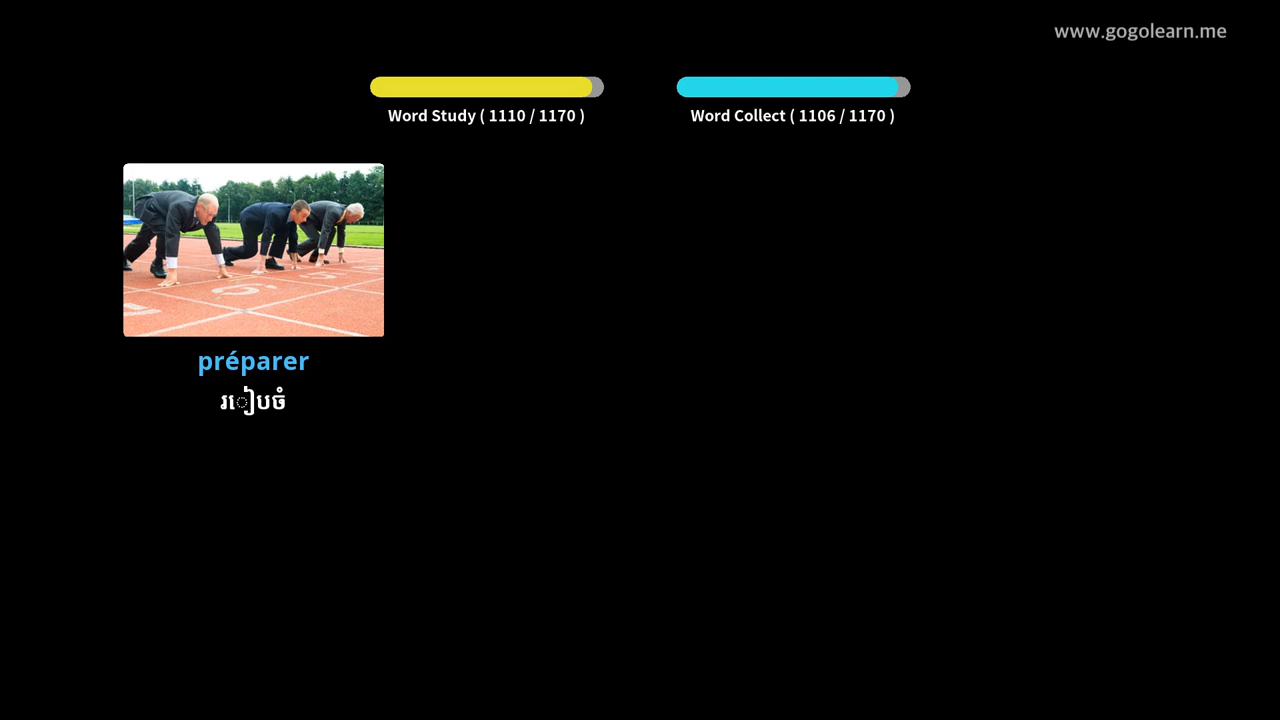 www.gogolearn.me
Word Study ( 1110 / 1170 )
Word Collect ( 1106 / 1170 )
préparer
រៀបចំ